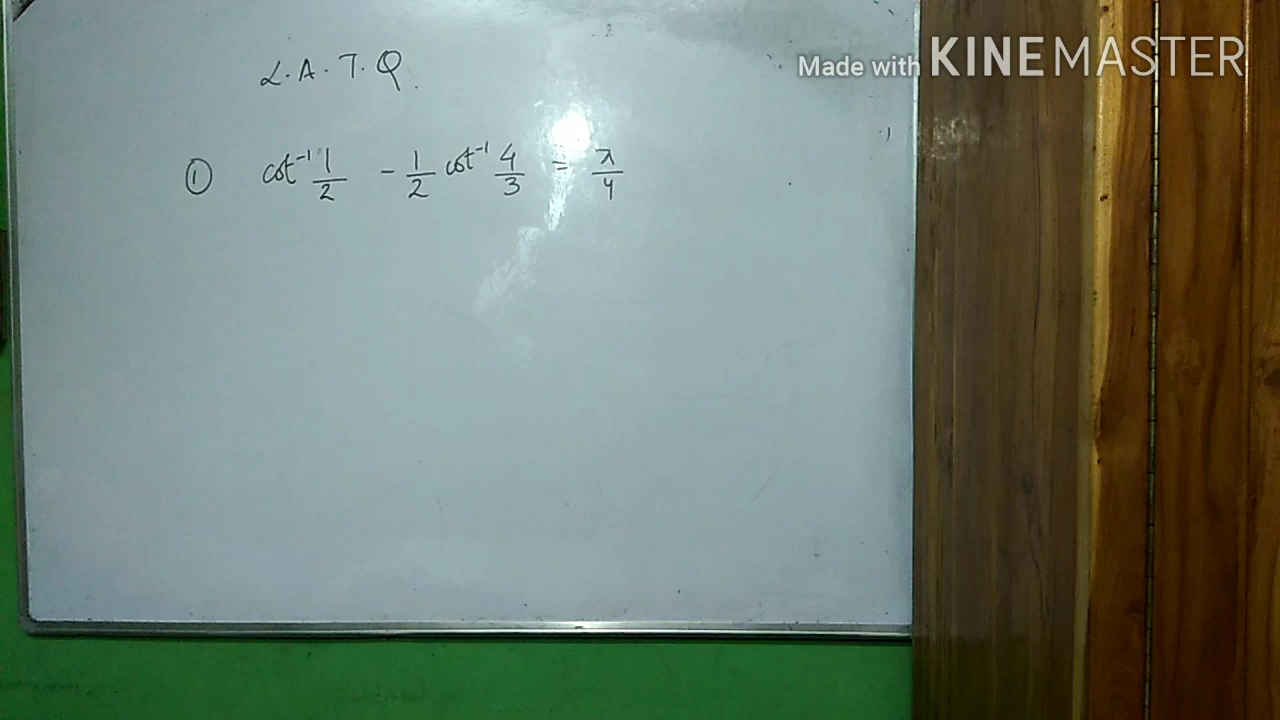 L.A.T.Q.
Made with KINEMASTER
① cot⁻¹ 1/2 - 1/2 cot⁻¹ 4/3 = π/4